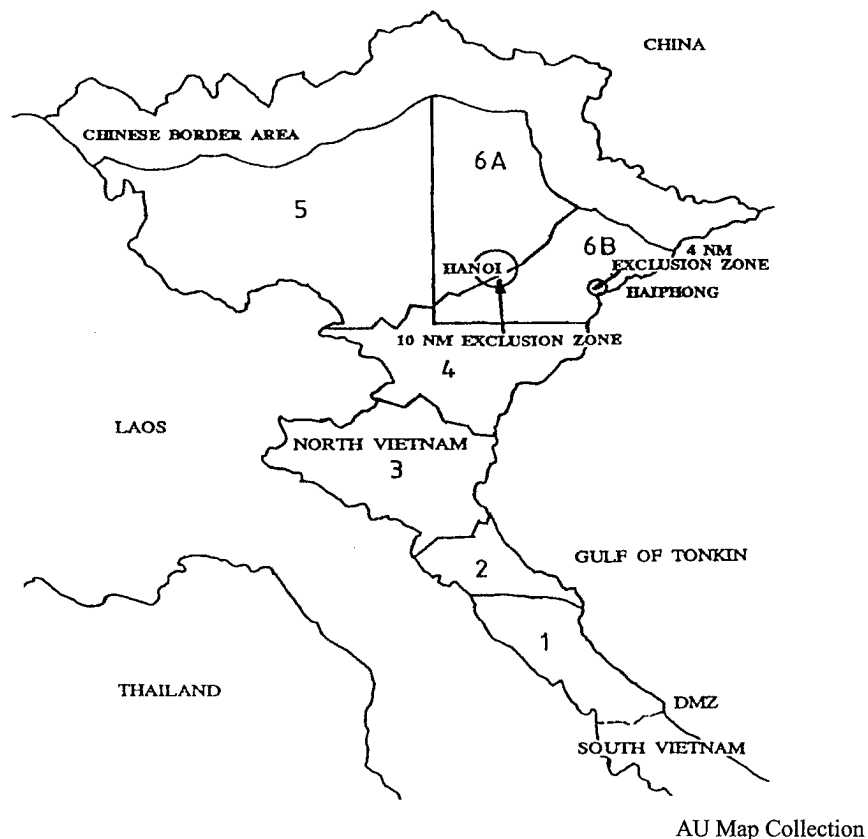 CHINA
CHINESE BORDER AREA
6A
5
6B
4 NM
EXCLUSION ZONE
HANOI
HAIPHONG
10 NM EXCLUSION ZONE
4
LAOS
NORTH VIETNAM
3
GULF OF TONKIN
2
1
THAILAND
DMZ
SOUTH VIETNAM
AU Map Collection